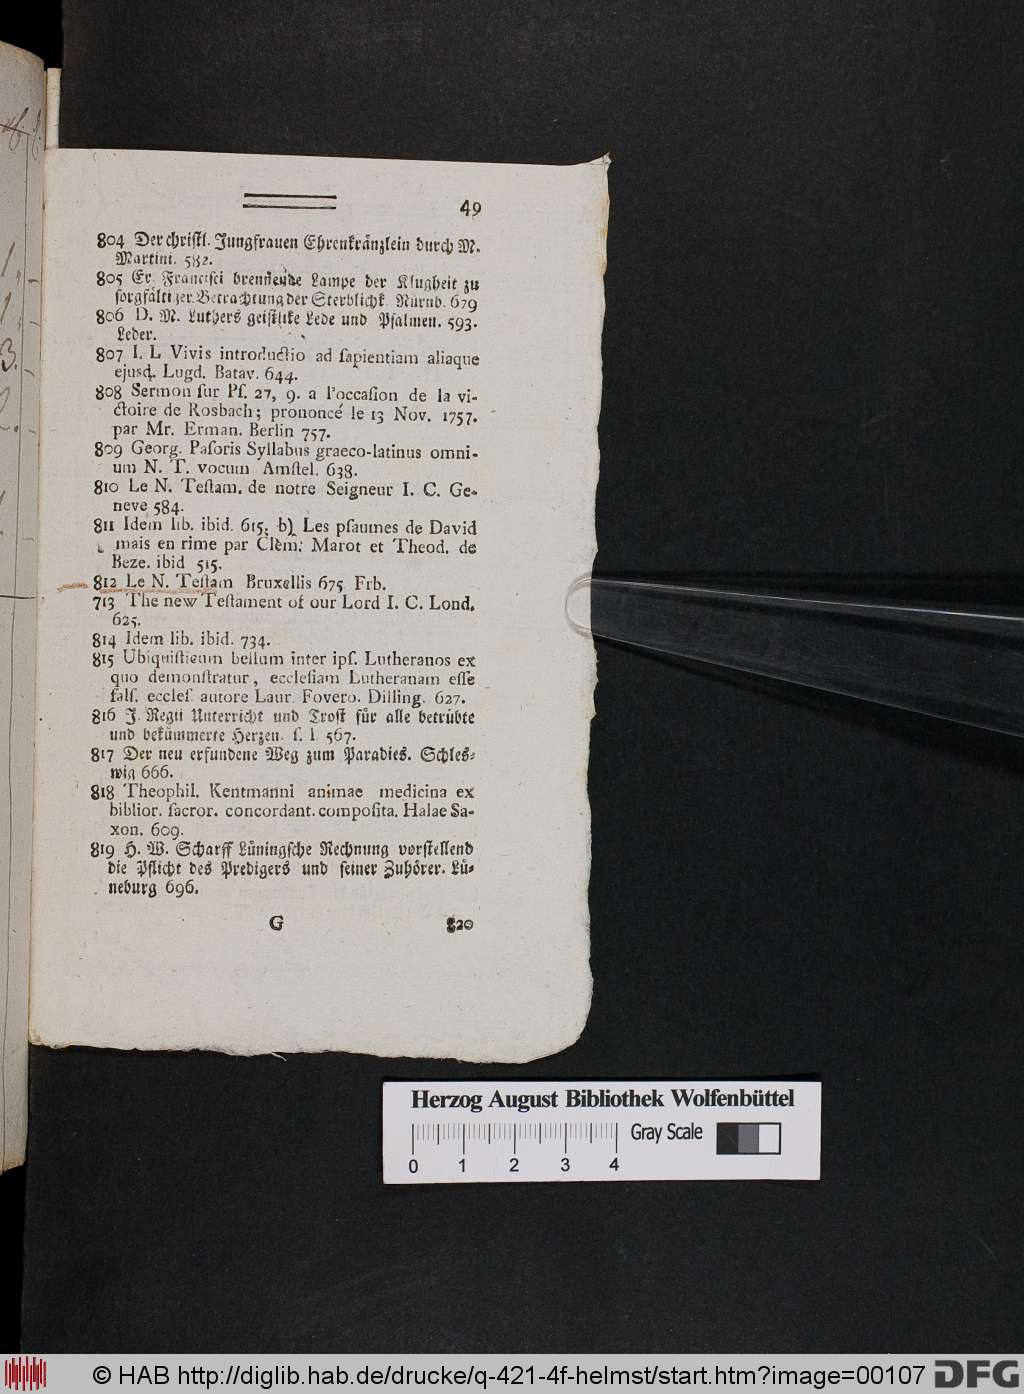 49
804 Der christl. Jungfrauen Ehrenkränzlein durch M.
Martini. 582.
805 Er. Francisci brennende Lampe der Klugheit zu
sorgfältiger Betrachtung der Sterblichk. Nürnb. 679
806 D. M. Luthers geistlike Lede und Psalmen. 593.
Leder.
807 I. L Vivis introductio ad ſapientiam aliaque
ejusq. Lugd. Batav. 644.
808 Sermon ſur Pſ. 27, 9. a l'occaſion de la vi-
ctoire de Rosbach; prononcé le 13 Nov. 1757.
par Mr. Erman. Berlin 757.
809 Georg. Paſoris Syllabus graeco-latinus omni-
um N. T. vocum Amſtel. 638.
810 Le N. Teſtam. de notre Seigneur I. C. Ge-
neve 584.
811 Idem lib. ibid. 615. b) Les pſaumes de David
mais en rime par Clèm. Marot et Theod. de
Beze. ibid 515.
812 Le N. Teſtam Bruxellis 675 Frb.
713 The new Teſtament of our Lord I. C. Lond.
625.
814 Idem lib. ibid. 734.
815 Ubiquiſticum bellum inter ipſ. Lutheranos ex
quo demonſtratur, eccleſiam Lutheranam eſſe
falſ. eccleſ. autore Laur. Fovero. Dilling. 627.
816 J. Regii Unterricht und Trost für alle betrübte
und bekümmerte Herzen. s. l 567.
817 Der neu erfundene Weg zum Paradies. Schles-
wig 666.
818 Theophil. Kentmanni animae medicina ex
biblior. ſacror. concordant. compoſita. Halae Sa-
xon. 609.
819 H. W. Scharff Lüningsche Rechnung vorstellend
die Pflicht des Predigers und seiner Zuhörer. Lü-
neburg 696.
G 820
Herzog August Bibliothek Wolfenbüttel
Gray Scale
0 1 2 3 4
© HAB http://diglib.hab.de/drucke/q-421-4f-helmst/start.htm?image=00107 DFG